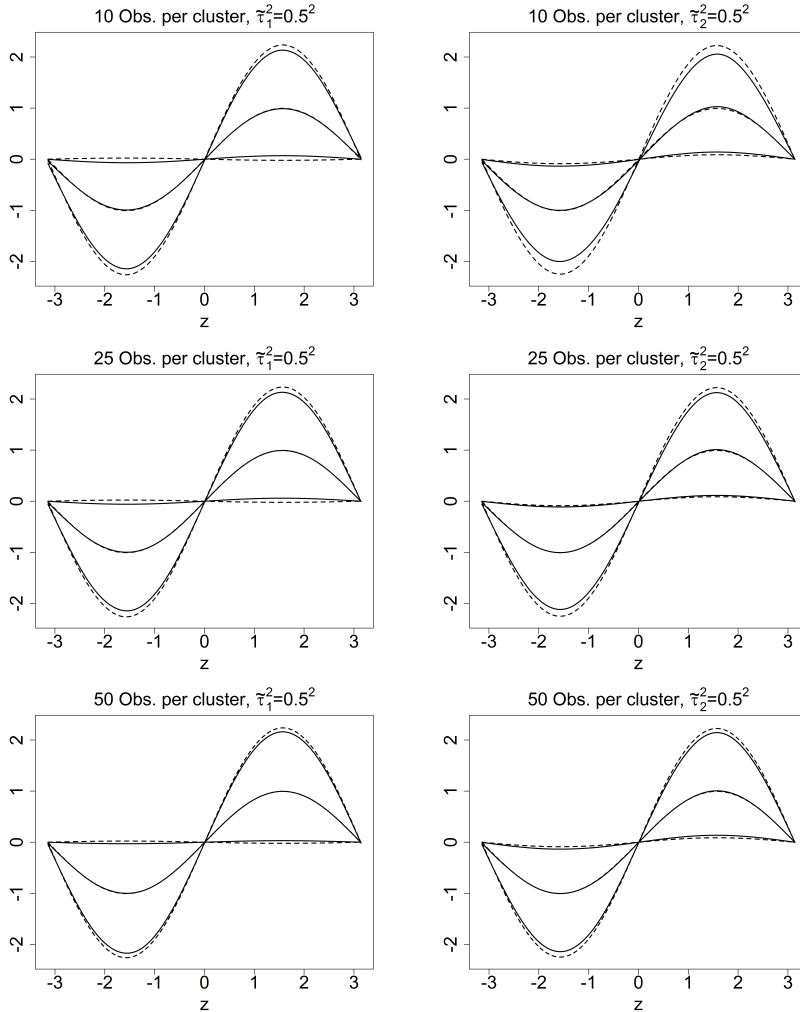 10 Obs. per cluster, τ̃₁²=0.5²
2
1
0
-1
-2
-3 -2 -1 0 1 2 3
z
10 Obs. per cluster, τ̃₂²=0.5²
2
1
0
-1
-2
-3 -2 -1 0 1 2 3
z
25 Obs. per cluster, τ̃₁²=0.5²
2
1
0
-1
-2
-3 -2 -1 0 1 2 3
z
25 Obs. per cluster, τ̃₂²=0.5²
2
1
0
-1
-2
-3 -2 -1 0 1 2 3
z
50 Obs. per cluster, τ̃₁²=0.5²
2
1
0
-1
-2
-3 -2 -1 0 1 2 3
z
50 Obs. per cluster, τ̃₂²=0.5²
2
1
0
-1
-2
-3 -2 -1 0 1 2 3
z